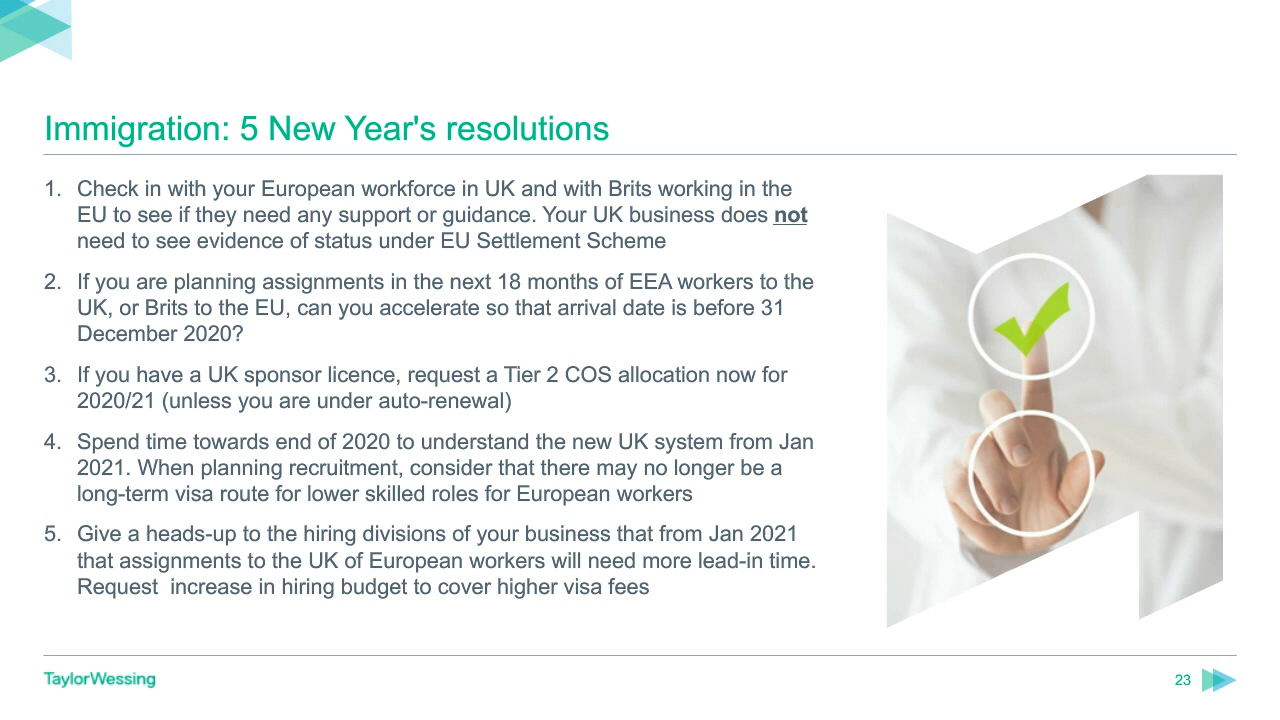 Immigration: 5 New Year's resolutions
1. Check in with your European workforce in UK and with Brits working in the
EU to see if they need any support or guidance. Your UK business does not
need to see evidence of status under EU Settlement Scheme
2. If you are planning assignments in the next 18 months of EEA workers to the
UK, or Brits to the EU, can you accelerate so that arrival date is before 31
December 2020?
3. If you have a UK sponsor licence, request a Tier 2 COS allocation now for
2020/21 (unless you are under auto-renewal)
4. Spend time towards end of 2020 to understand the new UK system from Jan
2021. When planning recruitment, consider that there may no longer be a
long-term visa route for lower skilled roles for European workers
5. Give a heads-up to the hiring divisions of your business that from Jan 2021
that assignments to the UK of European workers will need more lead-in time.
Request  increase in hiring budget to cover higher visa fees
TaylorWessing
23